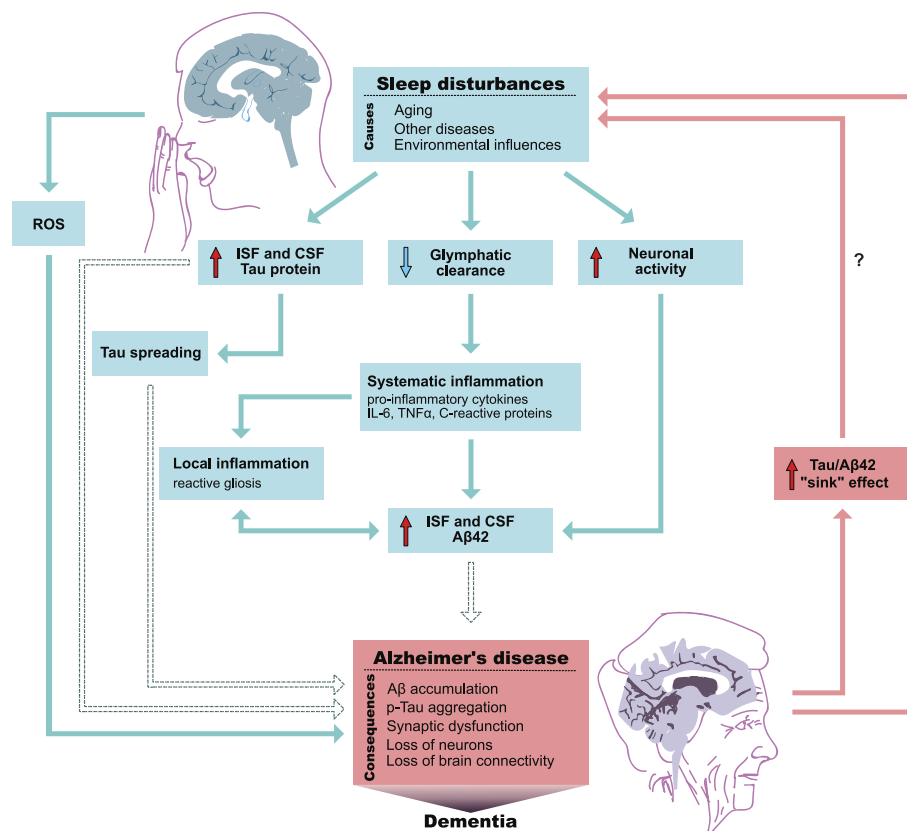 Sleep disturbances
Causes
Aging
Other diseases
Environmental influences
ROS
ISF and CSF
Tau protein
Glymphatic
clearance
Neuronal
activity
?
Tau spreading
Systematic inflammation
pro-inflammatory cytokines
IL-6, TNFα, C-reactive proteins
Local inflammation
reactive gliosis
Tau/Aβ42
"sink" effect
ISF and CSF
Aβ42
Alzheimer's disease
Consequences
Aβ accumulation
p-Tau aggregation
Synaptic dysfunction
Loss of neurons
Loss of brain connectivity
Dementia